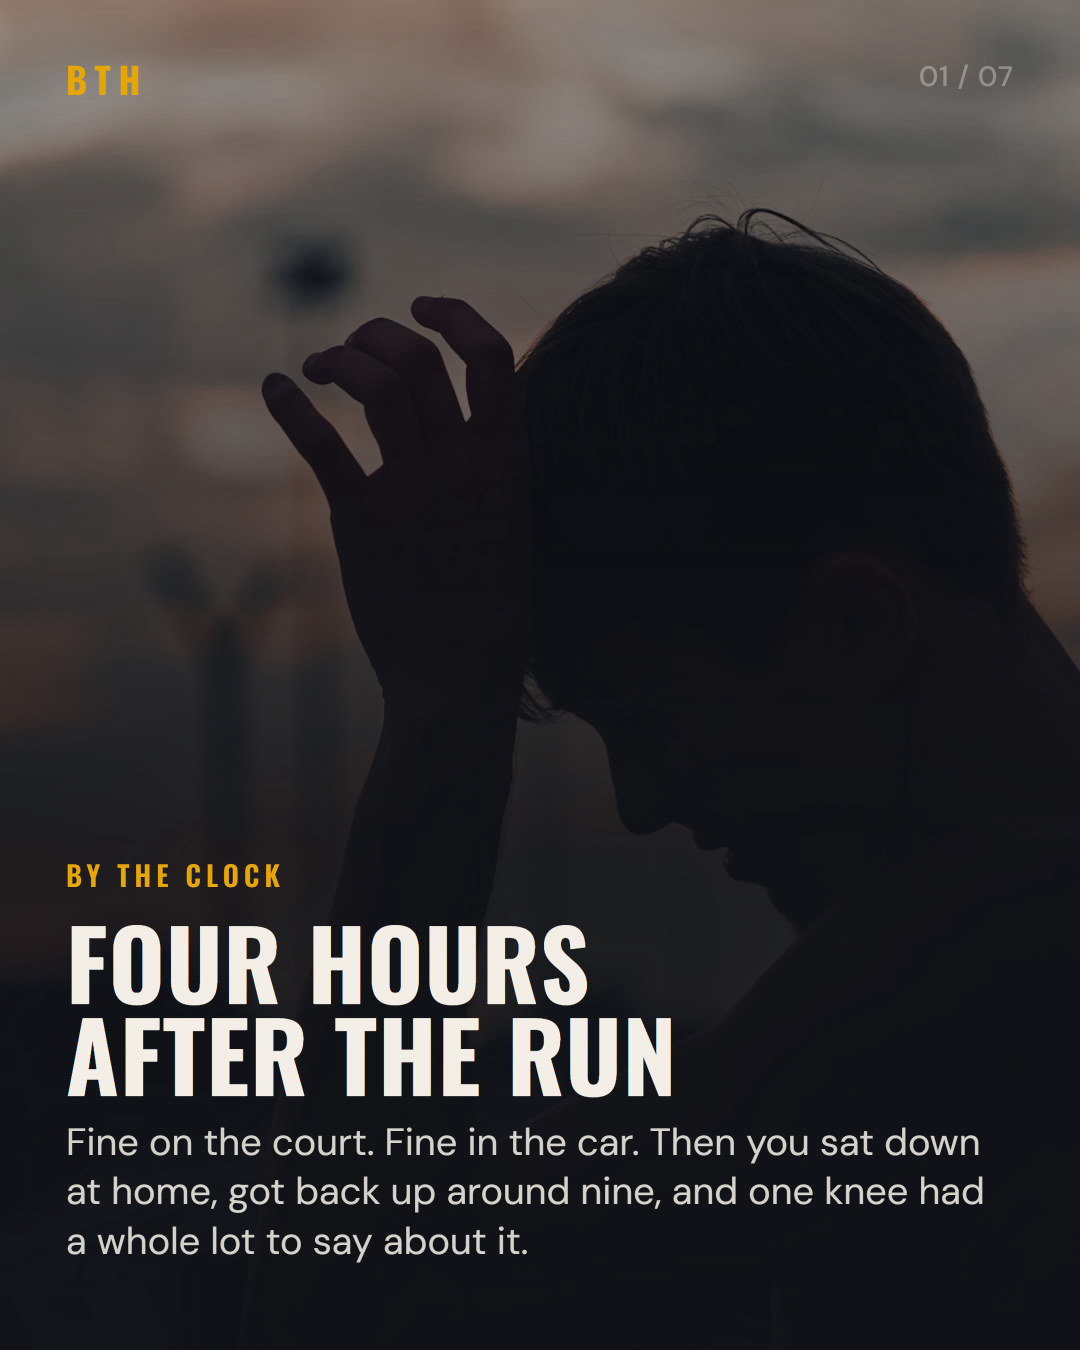 BTH
01 / 07
BY THE CLOCK
FOUR HOURS
AFTER THE RUN
Fine on the court. Fine in the car. Then you sat down
at home, got back up around nine, and one knee had
a whole lot to say about it.